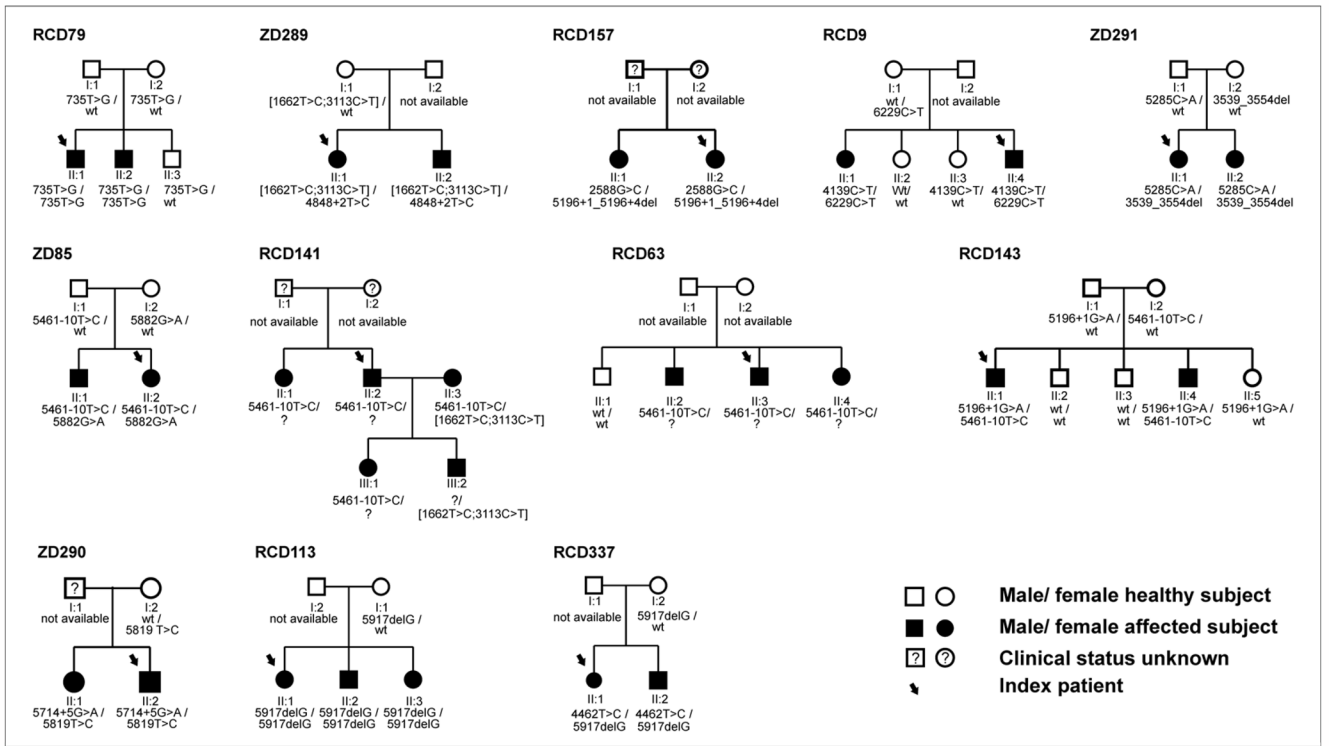 RCD79
ZD289
RCD157
RCD9
ZD291
I:1
735T>G /
wt
I:2
735T>G /
wt
II:1
735T>G /
735T>G
II:2
735T>G /
735T>G
II:3
735T>G /
wt
I:1
[1662T>C;3113C>T] /
wt
I:2
not available
II:1
[1662T>C;3113C>T] /
4848+2T>C
II:2
[1662T>C;3113C>T] /
4848+2T>C
?
I:1
not available
?
I:2
not available
II:1
2588G>C /
5196+1_5196+4del
II:2
2588G>C /
5196+1_5196+4del
I:1
wt /
6229C>T
I:2
not available
II:1
4139C>T/
6229C>T
II:2
Wt/
wt
II:3
4139C>T/
wt
II:4
4139C>T/
6229C>T
I:1
5285C>A /
wt
I:2
3539_3554del
wt
II:1
5285C>A /
3539_3554del
II:2
5285C>A /
3539_3554del
ZD85
RCD141
RCD63
RCD143
I:1
5461-10T>C /
wt
I:2
5882G>A /
wt
II:1
5461-10T>C /
5882G>A
II:2
5461-10T>C /
5882G>A
?
I:1
not available
?
I:2
not available
II:1
5461-10T>C/
?
II:2
5461-10T>C/
?
II:3
5461-10T>C/
[1662T>C;3113C>T]
III:1
5461-10T>C/
?
III:2
?/
[1662T>C;3113C>T]
I:1
not available
I:2
not available
II:1
wt /
wt
II:2
5461-10T>C/
?
II:3
5461-10T>C/
?
II:4
5461-10T>C/
?
I:1
5196+1G>A /
wt
I:2
5461-10T>C /
wt
II:1
5196+1G>A /
5461-10T>C
II:2
wt /
wt
II:3
wt /
wt
II:4
5196+1G>A /
5461-10T>C
II:5
5196+1G>A /
wt
ZD290
RCD113
RCD337
?
I:1
not available
I:2
wt /
5819 T>C
II:1
5714+5G>A /
5819T>C
II:2
5714+5G>A /
5819T>C
I:2
not available
I:1
5917delG /
wt
II:1
5917delG /
5917delG
II:2
5917delG /
5917delG
II:3
5917delG /
5917delG
I:1
not available
I:2
5917delG /
wt
II:1
4462T>C /
5917delG
II:2
4462T>C /
5917delG
Male/ female healthy subject
Male/ female affected subject
? ? Clinical status unknown
Index patient